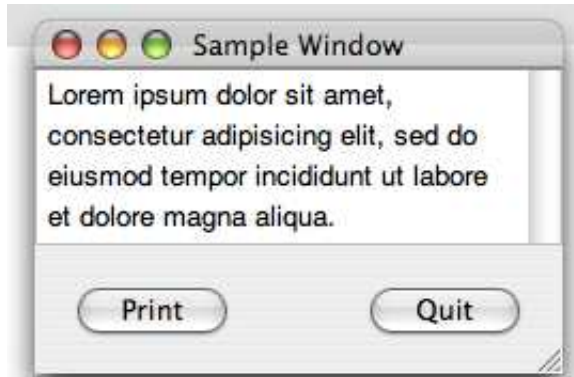 Sample Window
Lorem ipsum dolor sit amet,
consectetur adipisicing elit, sed do
eiusmod tempor incididunt ut labore
et dolore magna aliqua.
Print Quit